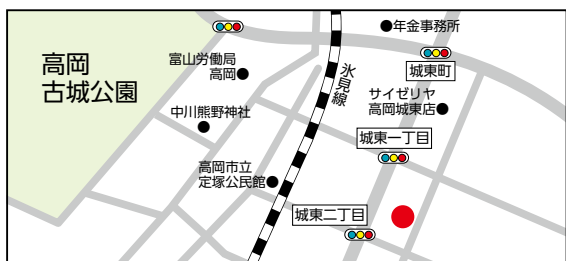 年金事務所
高岡
古城公園
富山労働局
高岡
城東町
氷見線
サイゼリヤ
高岡城東店
中川熊野神社
城東一丁目
高岡市立
定塚公民館
城東二丁目